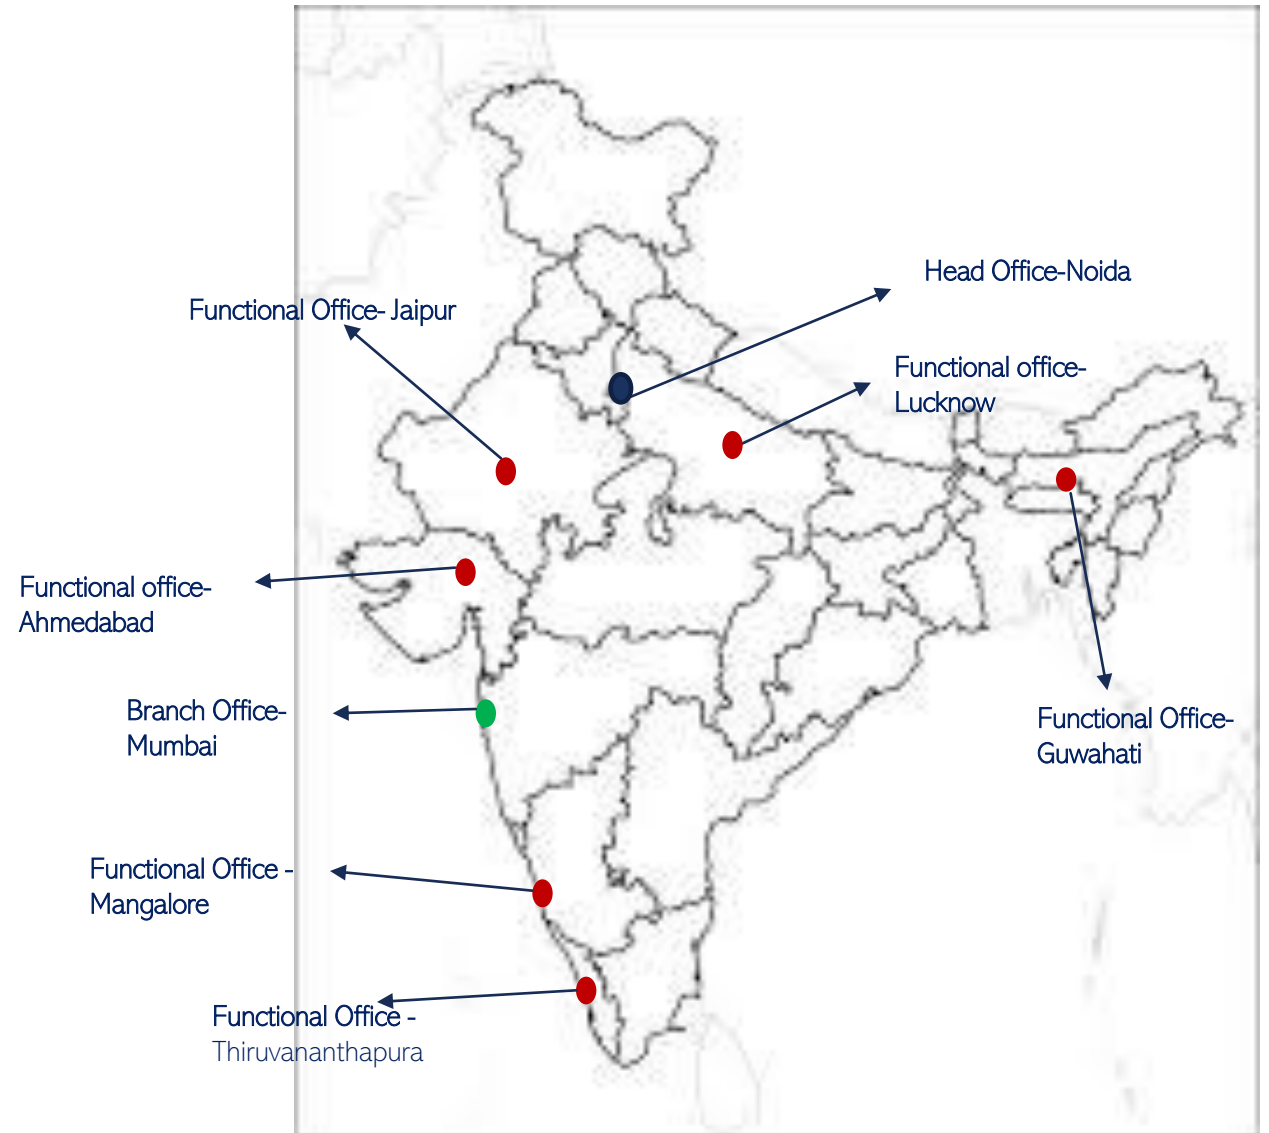 Head Office-Noida
Functional Office- Jaipur
Functional office-
Lucknow
Functional office-
Ahmedabad
Branch Office-
Mumbai
Functional Office-
Guwahati
Functional Office -
Mangalore
Functional Office -
Thiruvananthapura